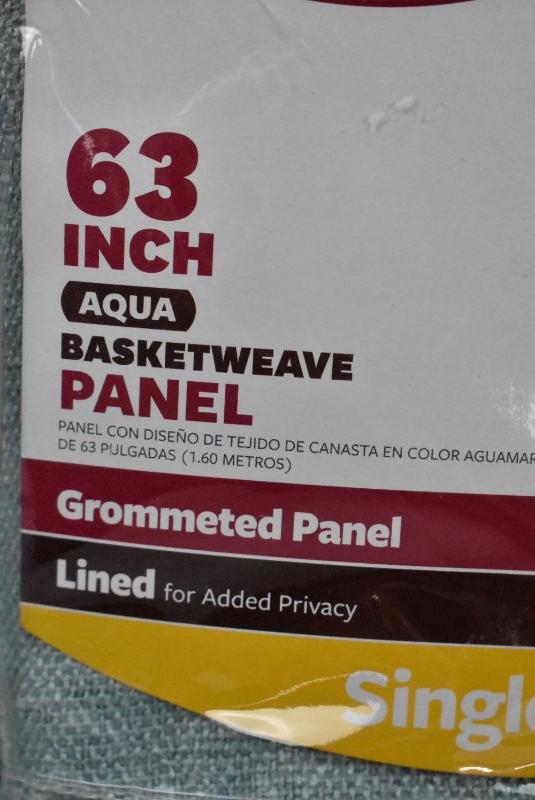 63
INCH
AQUA
BASKETWEAVE
PANEL
PANEL CON DISEÑO DE TEJIDO DE CANASTA EN COLOR
DE 63 PULGADAS (1.60 METROS)
Grommeted Panel
Lined for Added Privacy
Single